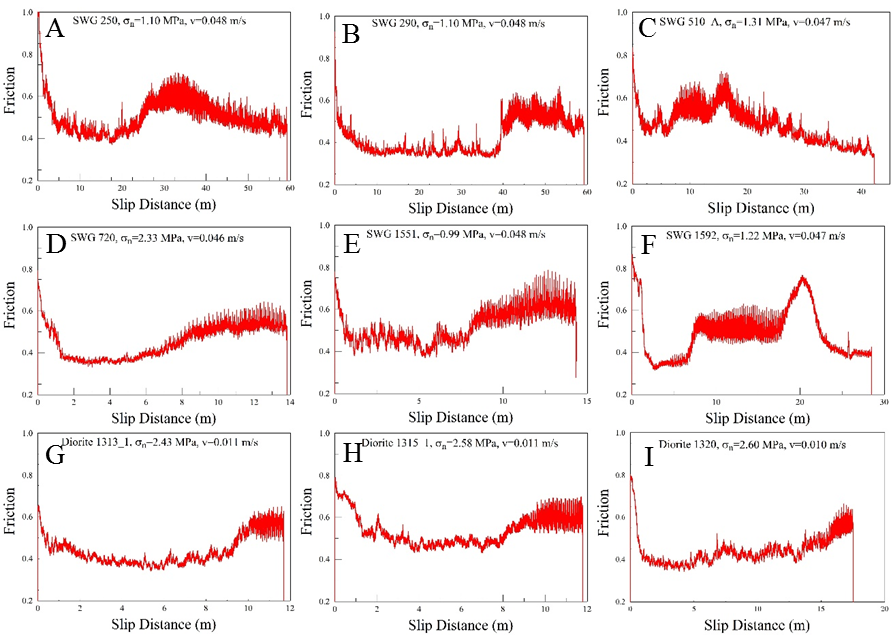 A
SWG 250, σn=1.10 MPa, v=0.048 m/s
Friction
1.0
0.8
0.6
0.4
0.2
0 10 20 30 40 50 60
Slip Distance (m)
B
SWG 290, σn=1.10 MPa, v=0.048 m/s
Friction
1.0
0.8
0.6
0.4
0.2
0 10 20 30 40 50 60
Slip Distance (m)
C
SWG 510_A, σn=1.31 MPa, v=0.047 m/s
Friction
1.0
0.8
0.6
0.4
0.2
0 10 20 30 40
Slip Distance (m)
D
SWG 720, σn=2.33 MPa, v=0.046 m/s
Friction
1.0
0.8
0.6
0.4
0.2
0 2 4 6 8 10 12 14
Slip Distance (m)
E
SWG 1551, σn=0.99 MPa, v=0.048 m/s
Friction
1.0
0.8
0.6
0.4
0.2
0 5 10 15
Slip Distance (m)
F
SWG 1592, σn=1.22 MPa, v=0.047 m/s
Friction
1.0
0.8
0.6
0.4
0.2
0 10 20 30
Slip Distance (m)
G
Diorite 1313_1, σn=2.43 MPa, v=0.011 m/s
Friction
1.0
0.8
0.6
0.4
0.2
0 2 4 6 8 10 12
Slip Distance (m)
H
Diorite 1315_1, σn=2.58 MPa, v=0.011 m/s
Friction
1.0
0.8
0.6
0.4
0.2
0 2 4 6 8 10 12
Slip Distance (m)
I
Diorite 1320, σn=2.60 MPa, v=0.010 m/s
Friction
1.0
0.8
0.6
0.4
0.2
0 5 10 15 20
Slip Distance (m)